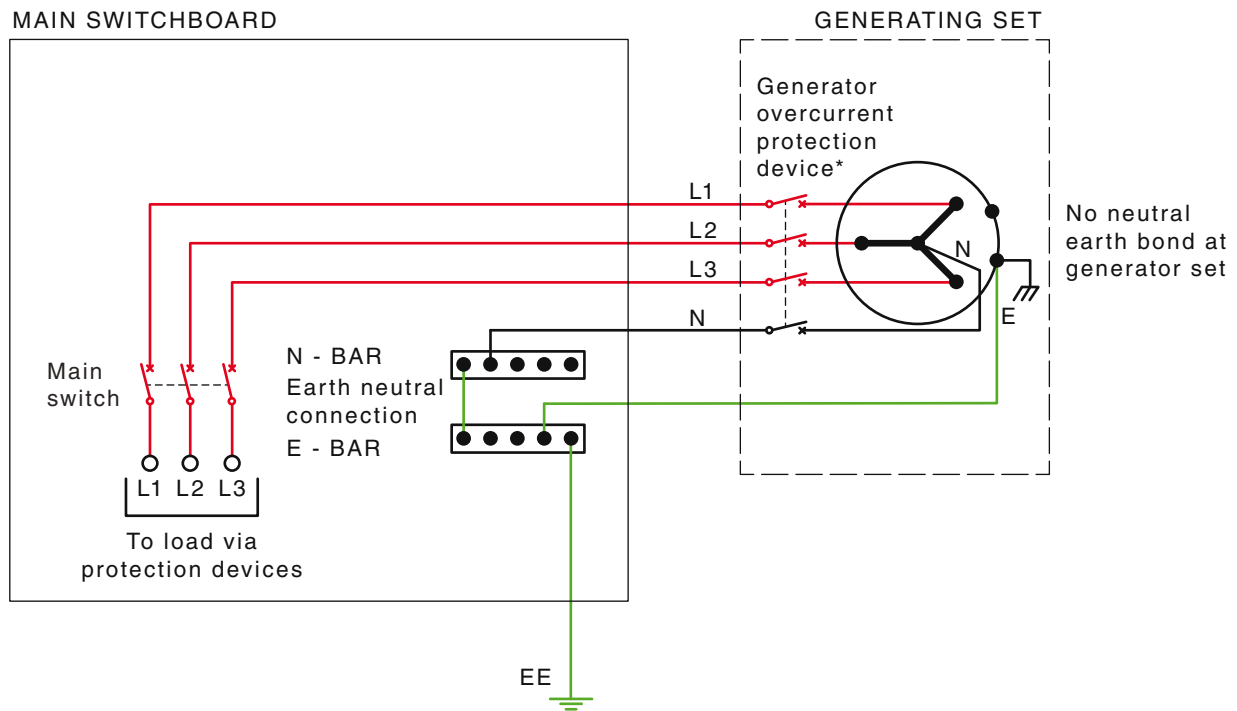 MAIN SWITCHBOARD
GENERATING SET
Generator
overcurrent
protection
device*
L1
L2
L3
N
N
E
No neutral
earth bond at
generator set
Main
switch
N - BAR
Earth neutral
connection
E - BAR
L1 L2 L3
To load via
protection devices
EE